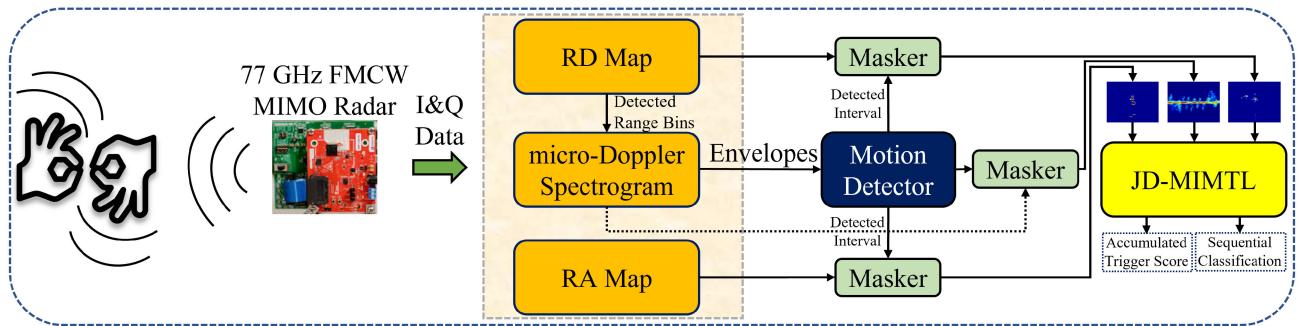 77 GHz FMCW
MIMO Radar
I&Q
Data
RD Map
Detected
Range Bins
micro-Doppler
Spectrogram
RA Map
Envelopes
Masker
Detected
Interval
Motion
Detector
Masker
Detected
Interval
Masker
JD-MIMTL
Accumulated
Trigger Score
Sequential
Classification